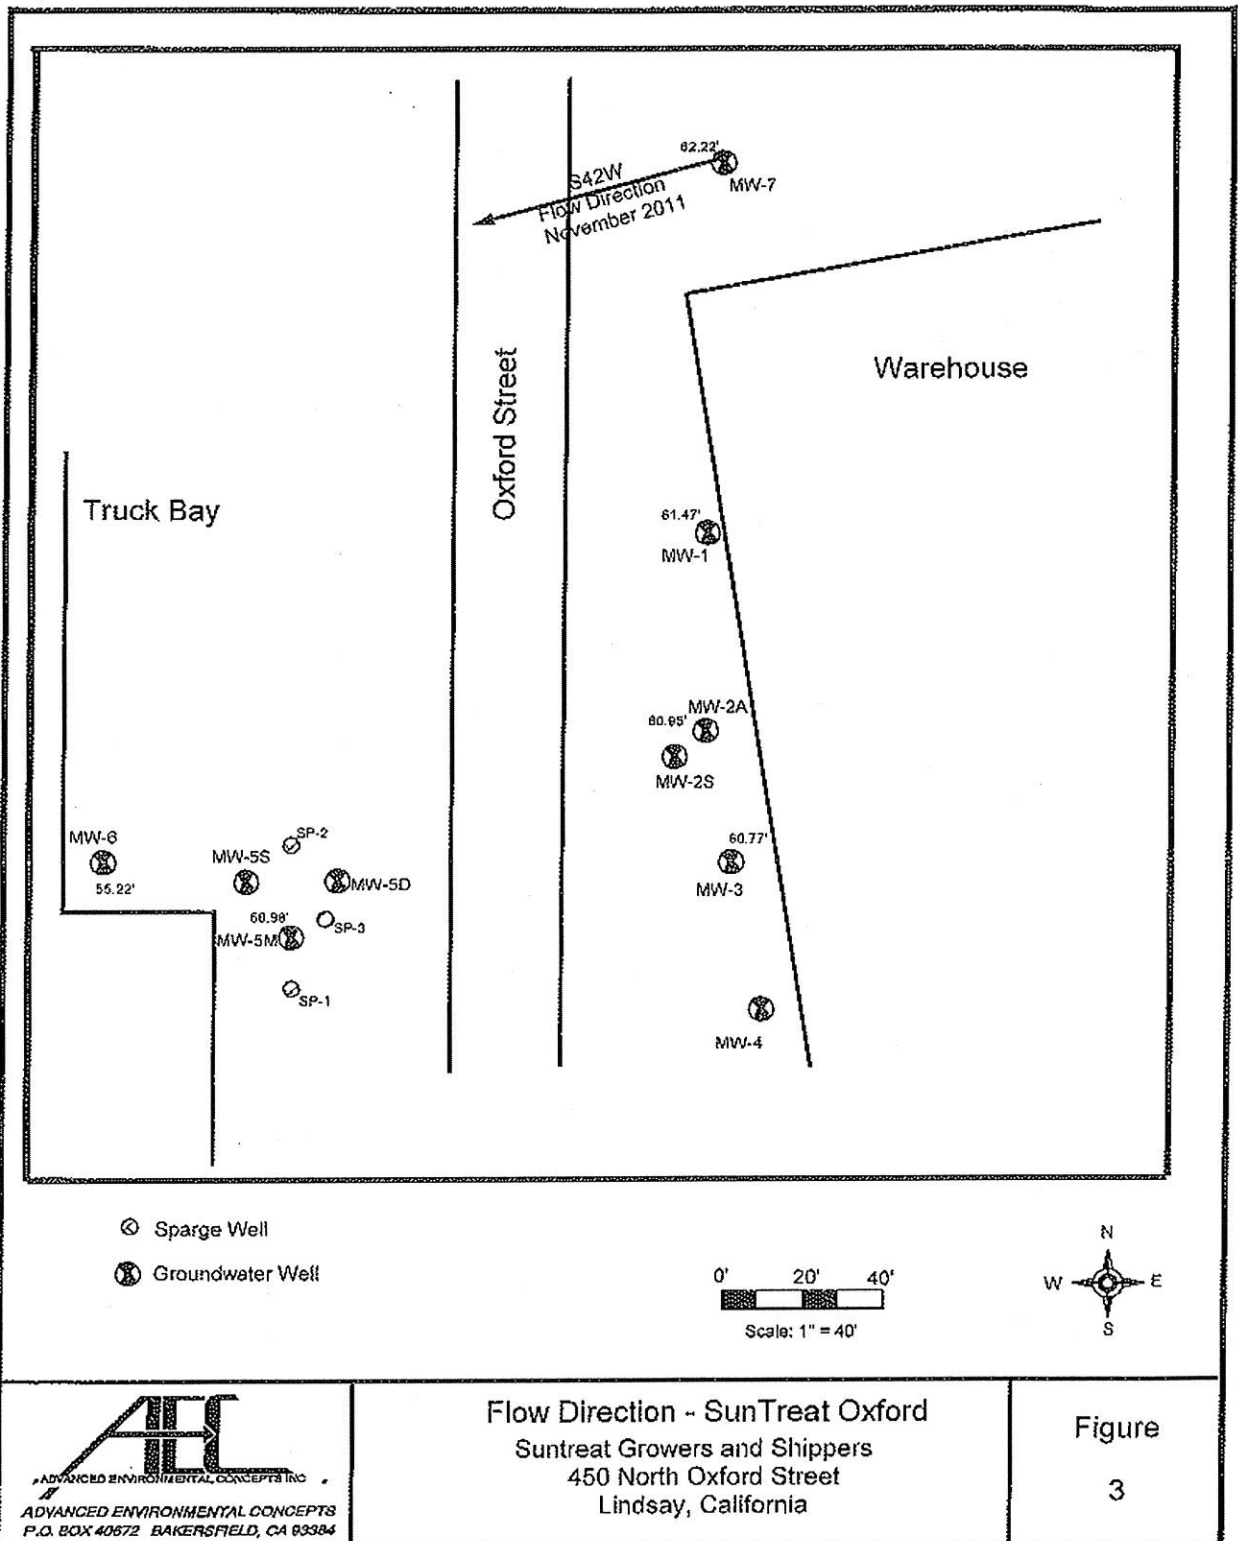 62.22'
MW-7
S42W
Flow Direction
November 2011
Oxford Street
Warehouse
Truck Bay
61.47'
MW-1
MW-2A
60.95'
MW-2S
60.77'
MW-3
MW-4
MW-6
55.22'
SP-2
MW-5S
MW-5D
60.98'
MW-5M
SP-3
SP-1
Sparge Well
Groundwater Well
0' 20' 40'
Scale: 1" = 40'
N
W E
S
AEC
ADVANCED ENVIRONMENTAL CONCEPTS INC
ADVANCED ENVIRONMENTAL CONCEPTS
P.O. BOX 40672 BAKERSFIELD, CA 93384
Flow Direction - SunTreat Oxford
Suntreat Growers and Shippers
450 North Oxford Street
Lindsay, California
Figure
3